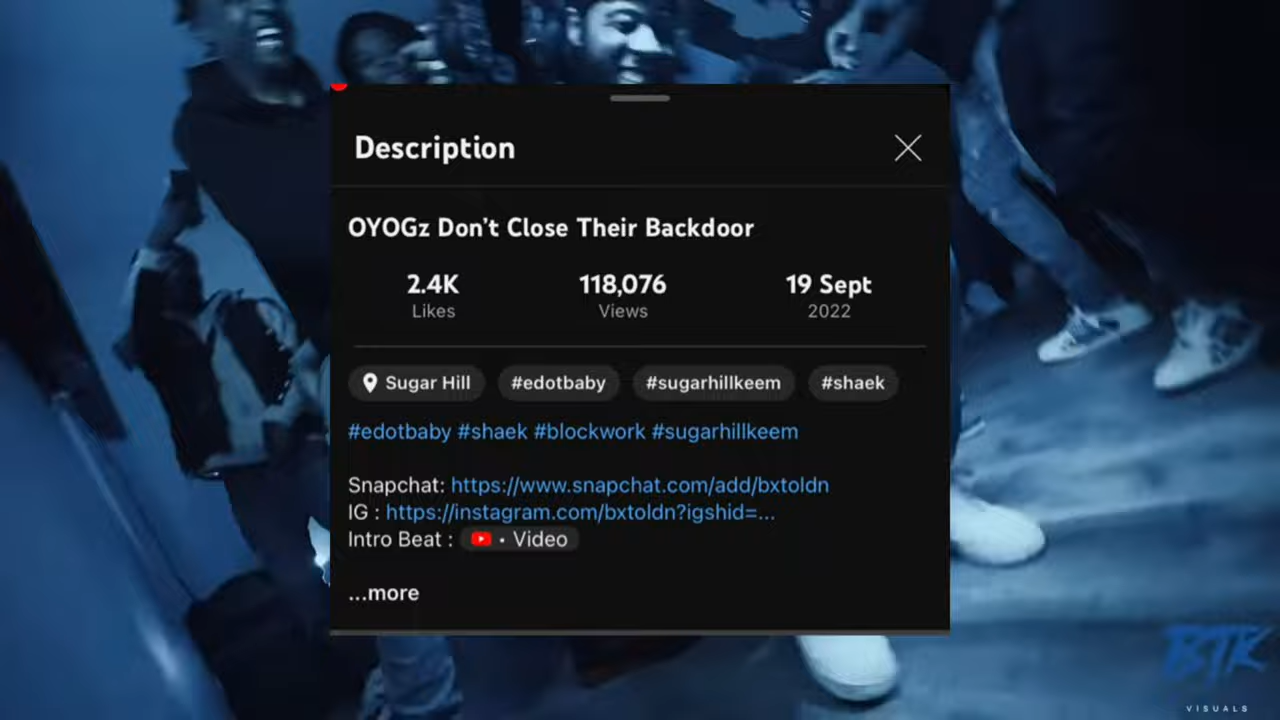 Description
OYOGz Don't Close Their Backdoor
2.4K 118,076 19 Sept
Likes Views 2022
Sugar Hill #edotbaby #sugarhillkeem #shaek
#edotbaby #shaek #blockwork #sugarhillkeem
Snapchat: https://www.snapchat.com/add/bxtoldn
IG : https://instagram.com/bxtoldn?igshid=...
Intro Beat : • Video
...more
BTK
VISUALS